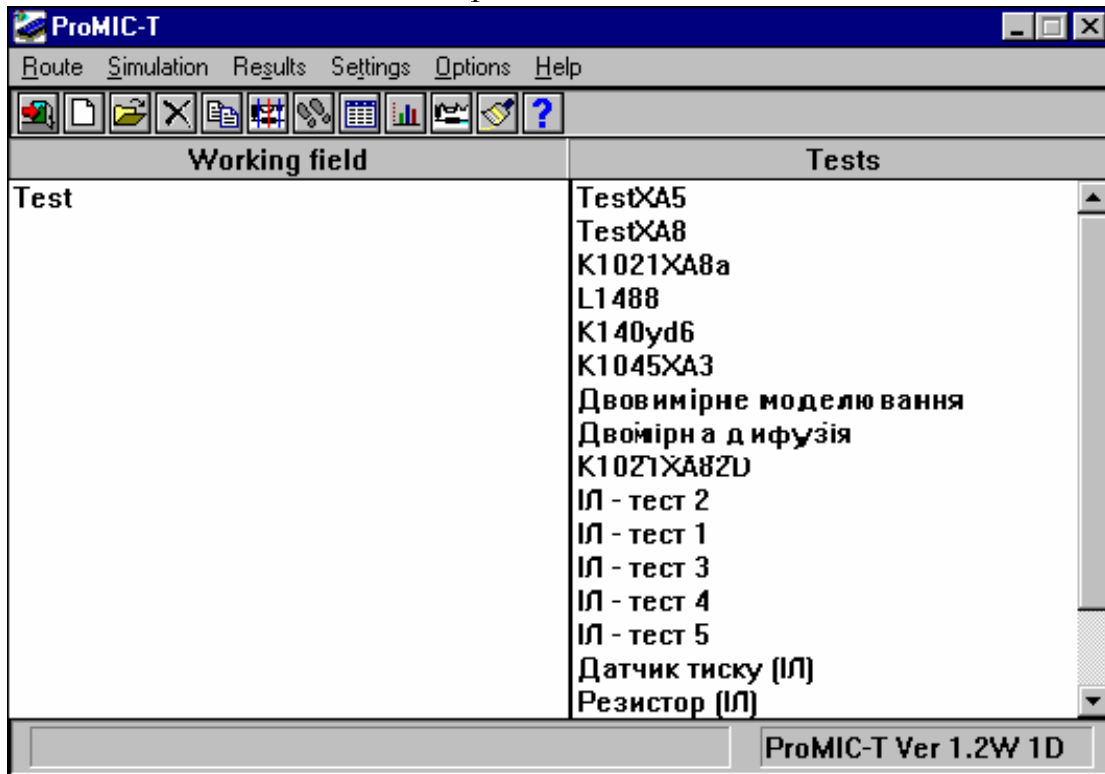 ProMIC-T
Route Simulation Results Settings Options Help
Working field
Tests
Test
TestXA5
TestXA8
K1021XA8a
L1488
K140yd6
K1045XA3
Двовимірне моделювання
Двомірна дифузія
K1021XA82D
ІЛ - тест 2
ІЛ - тест 1
ІЛ - тест 3
ІЛ - тест 4
ІЛ - тест 5
Датчик тиску (ІЛ)
Резистор (ІЛ)
ProMIC-T Ver 1.2W 1D